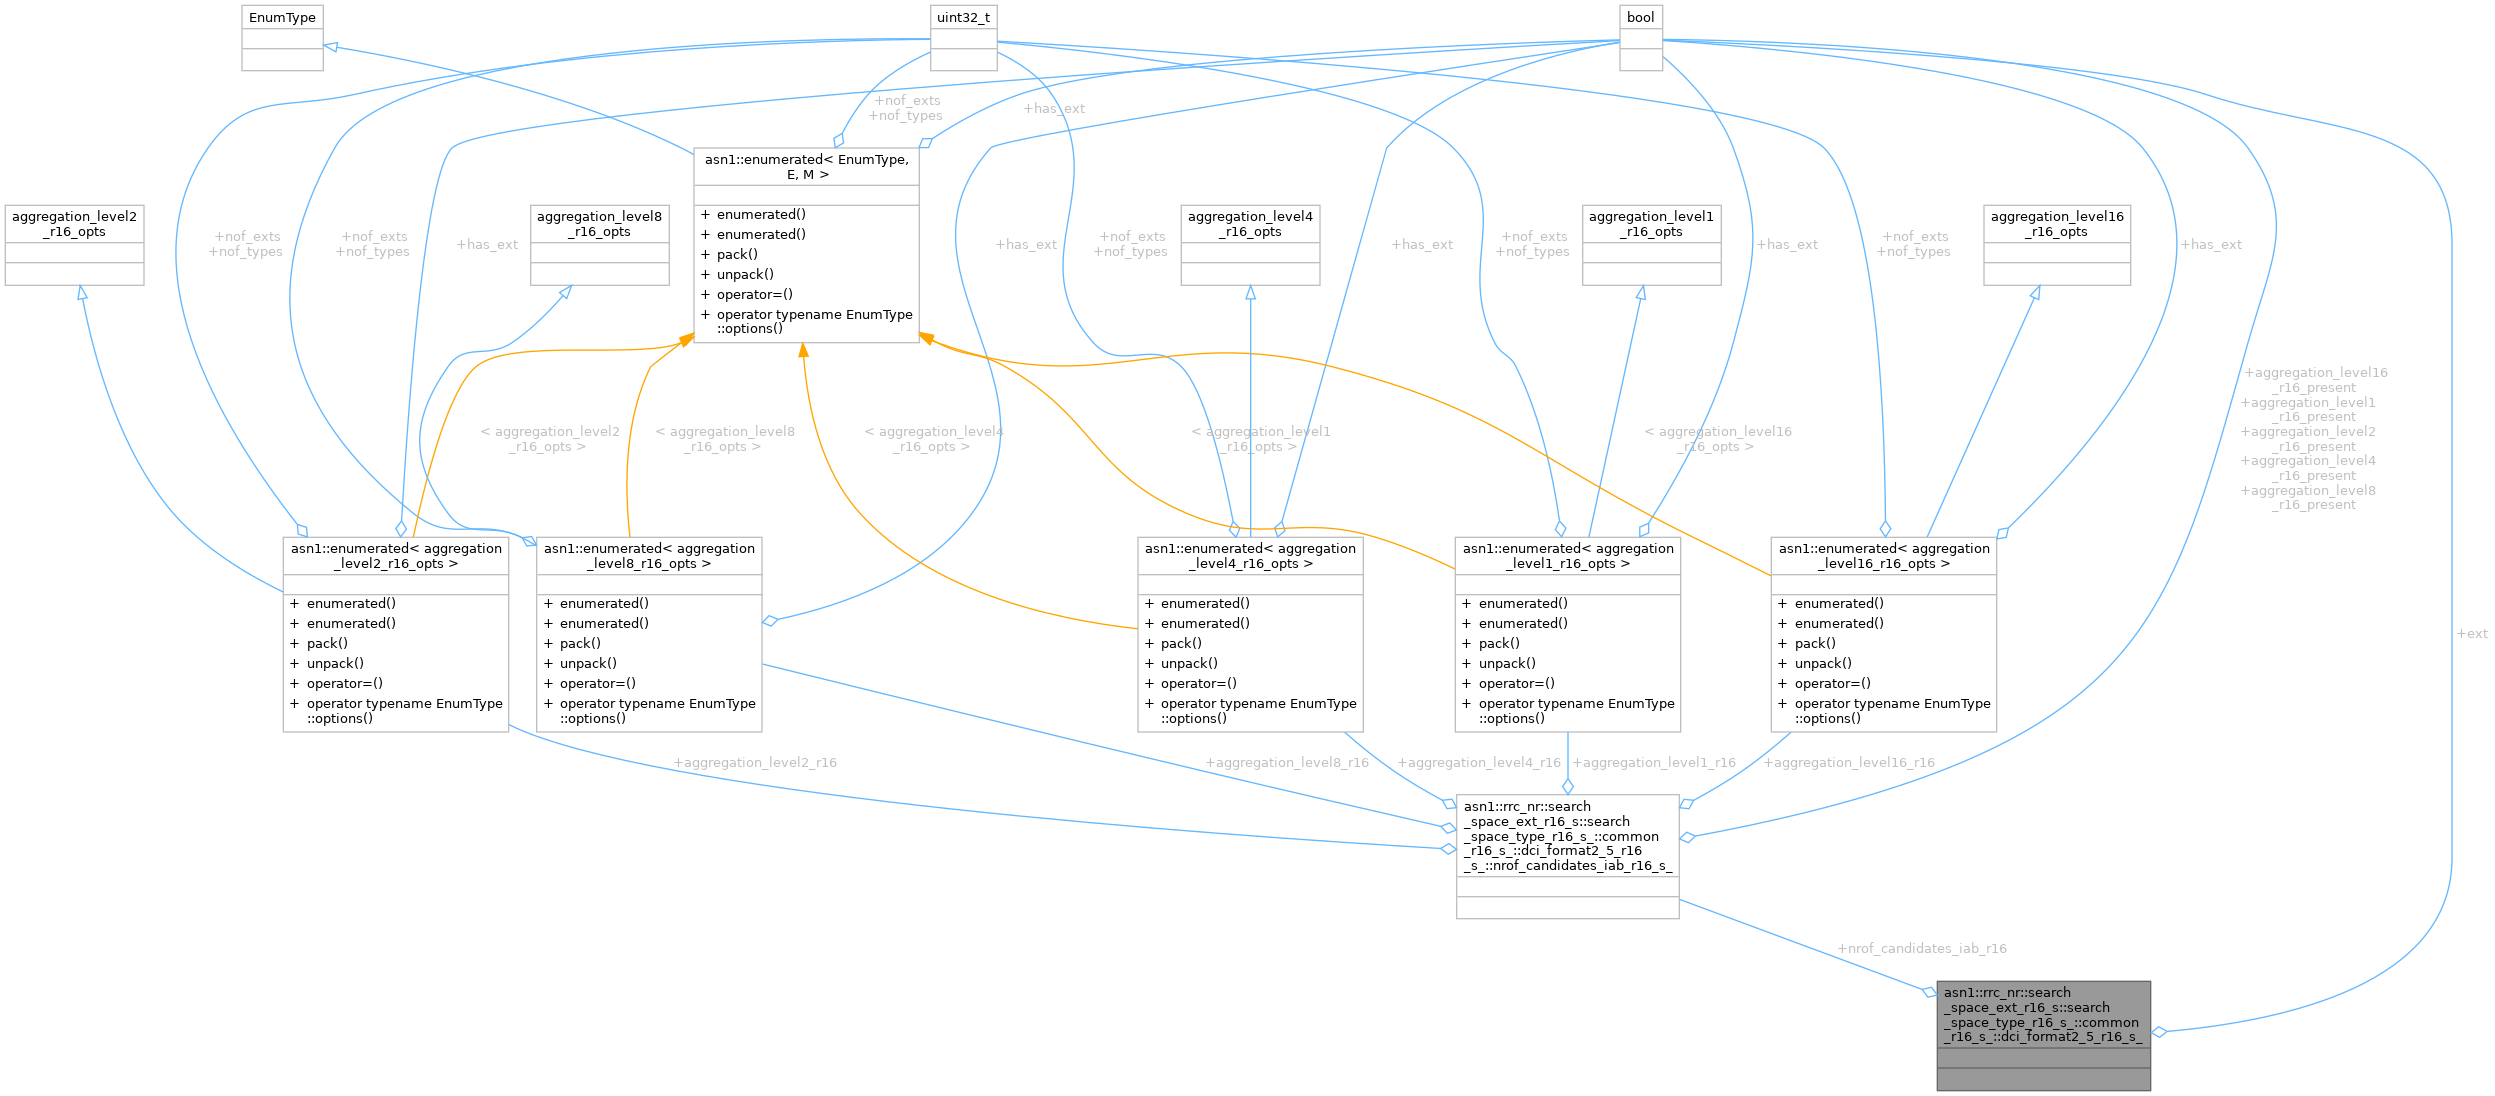 EnumType
uint32_t
bool
+nof_exts
+nof_types
+has_ext
asn1::enumerated< EnumType,
E, M >
+ enumerated()
+ enumerated()
+ pack()
+ unpack()
+ operator=()
+ operator typename EnumType
::options()
aggregation_level2
_r16_opts
+nof_exts
+nof_types
+nof_exts
+nof_types
+has_ext
aggregation_level8
_r16_opts
+has_ext
+nof_exts
+nof_types
aggregation_level4
_r16_opts
+has_ext
+nof_exts
+nof_types
aggregation_level1
_r16_opts
+has_ext
+nof_exts
+nof_types
aggregation_level16
_r16_opts
+has_ext
+aggregation_level16
_r16_present
+aggregation_level1
_r16_present
+aggregation_level2
_r16_present
+aggregation_level4
_r16_present
+aggregation_level8
_r16_present
< aggregation_level2
_r16_opts >
< aggregation_level8
_r16_opts >
< aggregation_level4
_r16_opts >
< aggregation_level1
_r16_opts >
< aggregation_level16
_r16_opts >
asn1::enumerated< aggregation
_level2_r16_opts >
+ enumerated()
+ enumerated()
+ pack()
+ unpack()
+ operator=()
+ operator typename EnumType
::options()
asn1::enumerated< aggregation
_level8_r16_opts >
+ enumerated()
+ enumerated()
+ pack()
+ unpack()
+ operator=()
+ operator typename EnumType
::options()
asn1::enumerated< aggregation
_level4_r16_opts >
+ enumerated()
+ enumerated()
+ pack()
+ unpack()
+ operator=()
+ operator typename EnumType
::options()
asn1::enumerated< aggregation
_level1_r16_opts >
+ enumerated()
+ enumerated()
+ pack()
+ unpack()
+ operator=()
+ operator typename EnumType
::options()
asn1::enumerated< aggregation
_level16_r16_opts >
+ enumerated()
+ enumerated()
+ pack()
+ unpack()
+ operator=()
+ operator typename EnumType
::options()
+ext
+aggregation_level2_r16
+aggregation_level8_r16
+aggregation_level4_r16
+aggregation_level1_r16
+aggregation_level16_r16
asn1::rrc_nr::search
_space_ext_r16_s::search
_space_type_r16_s_::common
_r16_s_::dci_format2_5_r16
_s_::nrof_candidates_iab_r16_s_
+nrof_candidates_iab_r16
asn1::rrc_nr::search
_space_ext_r16_s::search
_space_type_r16_s_::common
_r16_s_::dci_format2_5_r16_s_